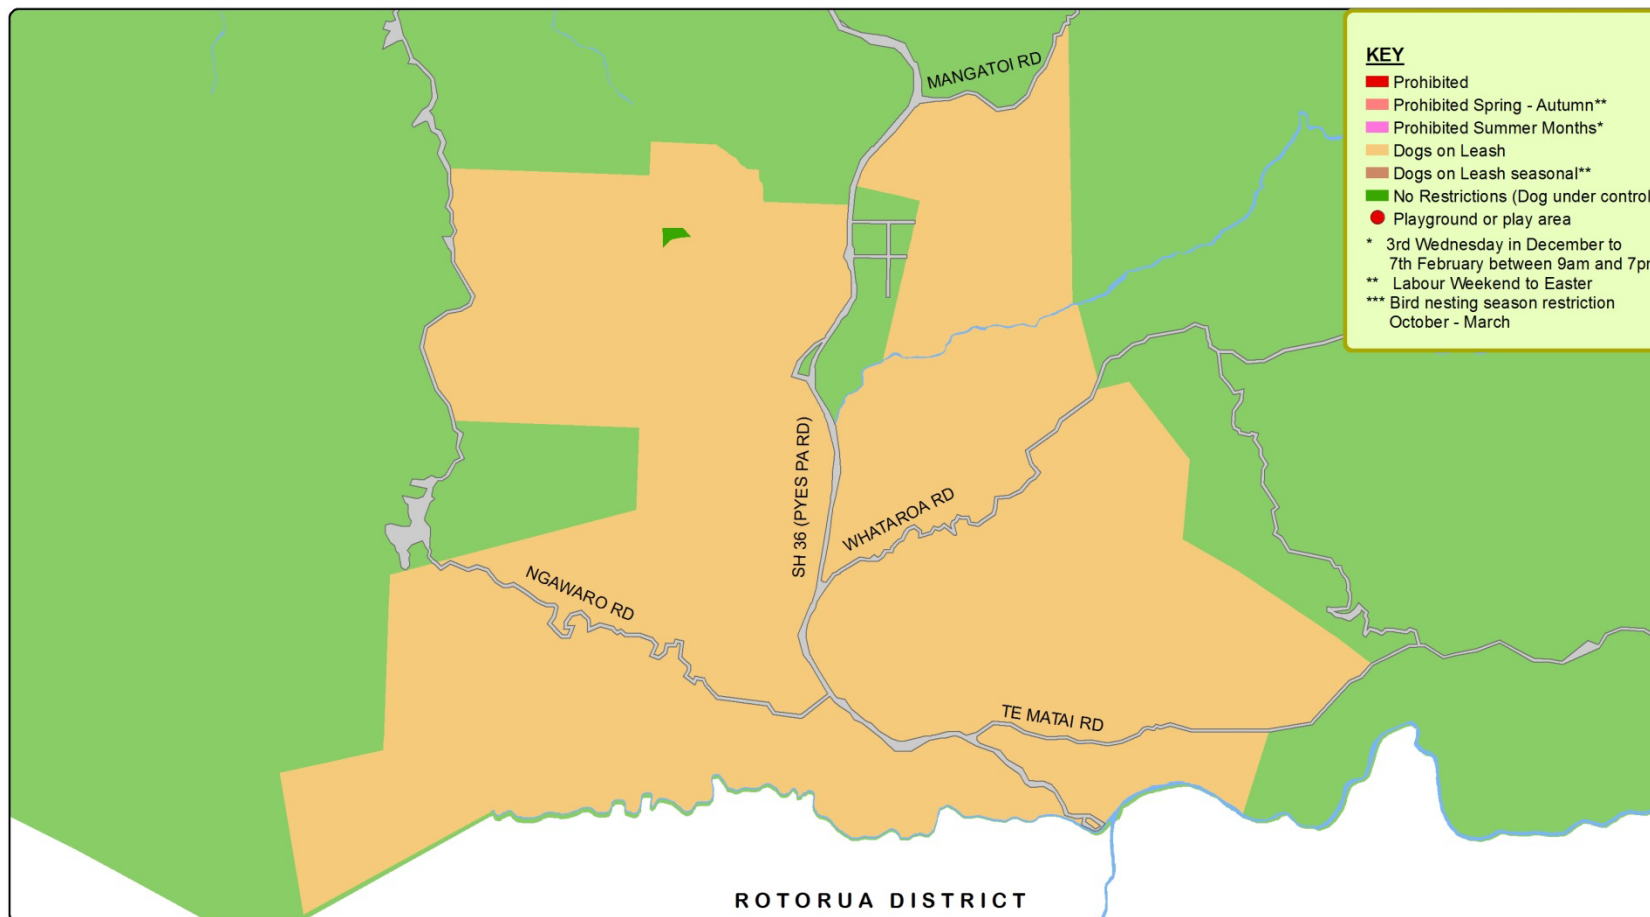 MANGATOI RD
KEY
Prohibited
Prohibited Spring - Autumn**
Prohibited Summer Months*
Dogs on Leash
Dogs on Leash seasonal**
No Restrictions (Dog under control
Playground or play area
* 3rd Wednesday in December to
7th February between 9am and 7pm
** Labour Weekend to Easter
*** Bird nesting season restriction
October - March
SH 36 (PYES PA RD)
WHATAROA RD
NGAWARO RD
TE MATAI RD
ROTORUA DISTRICT